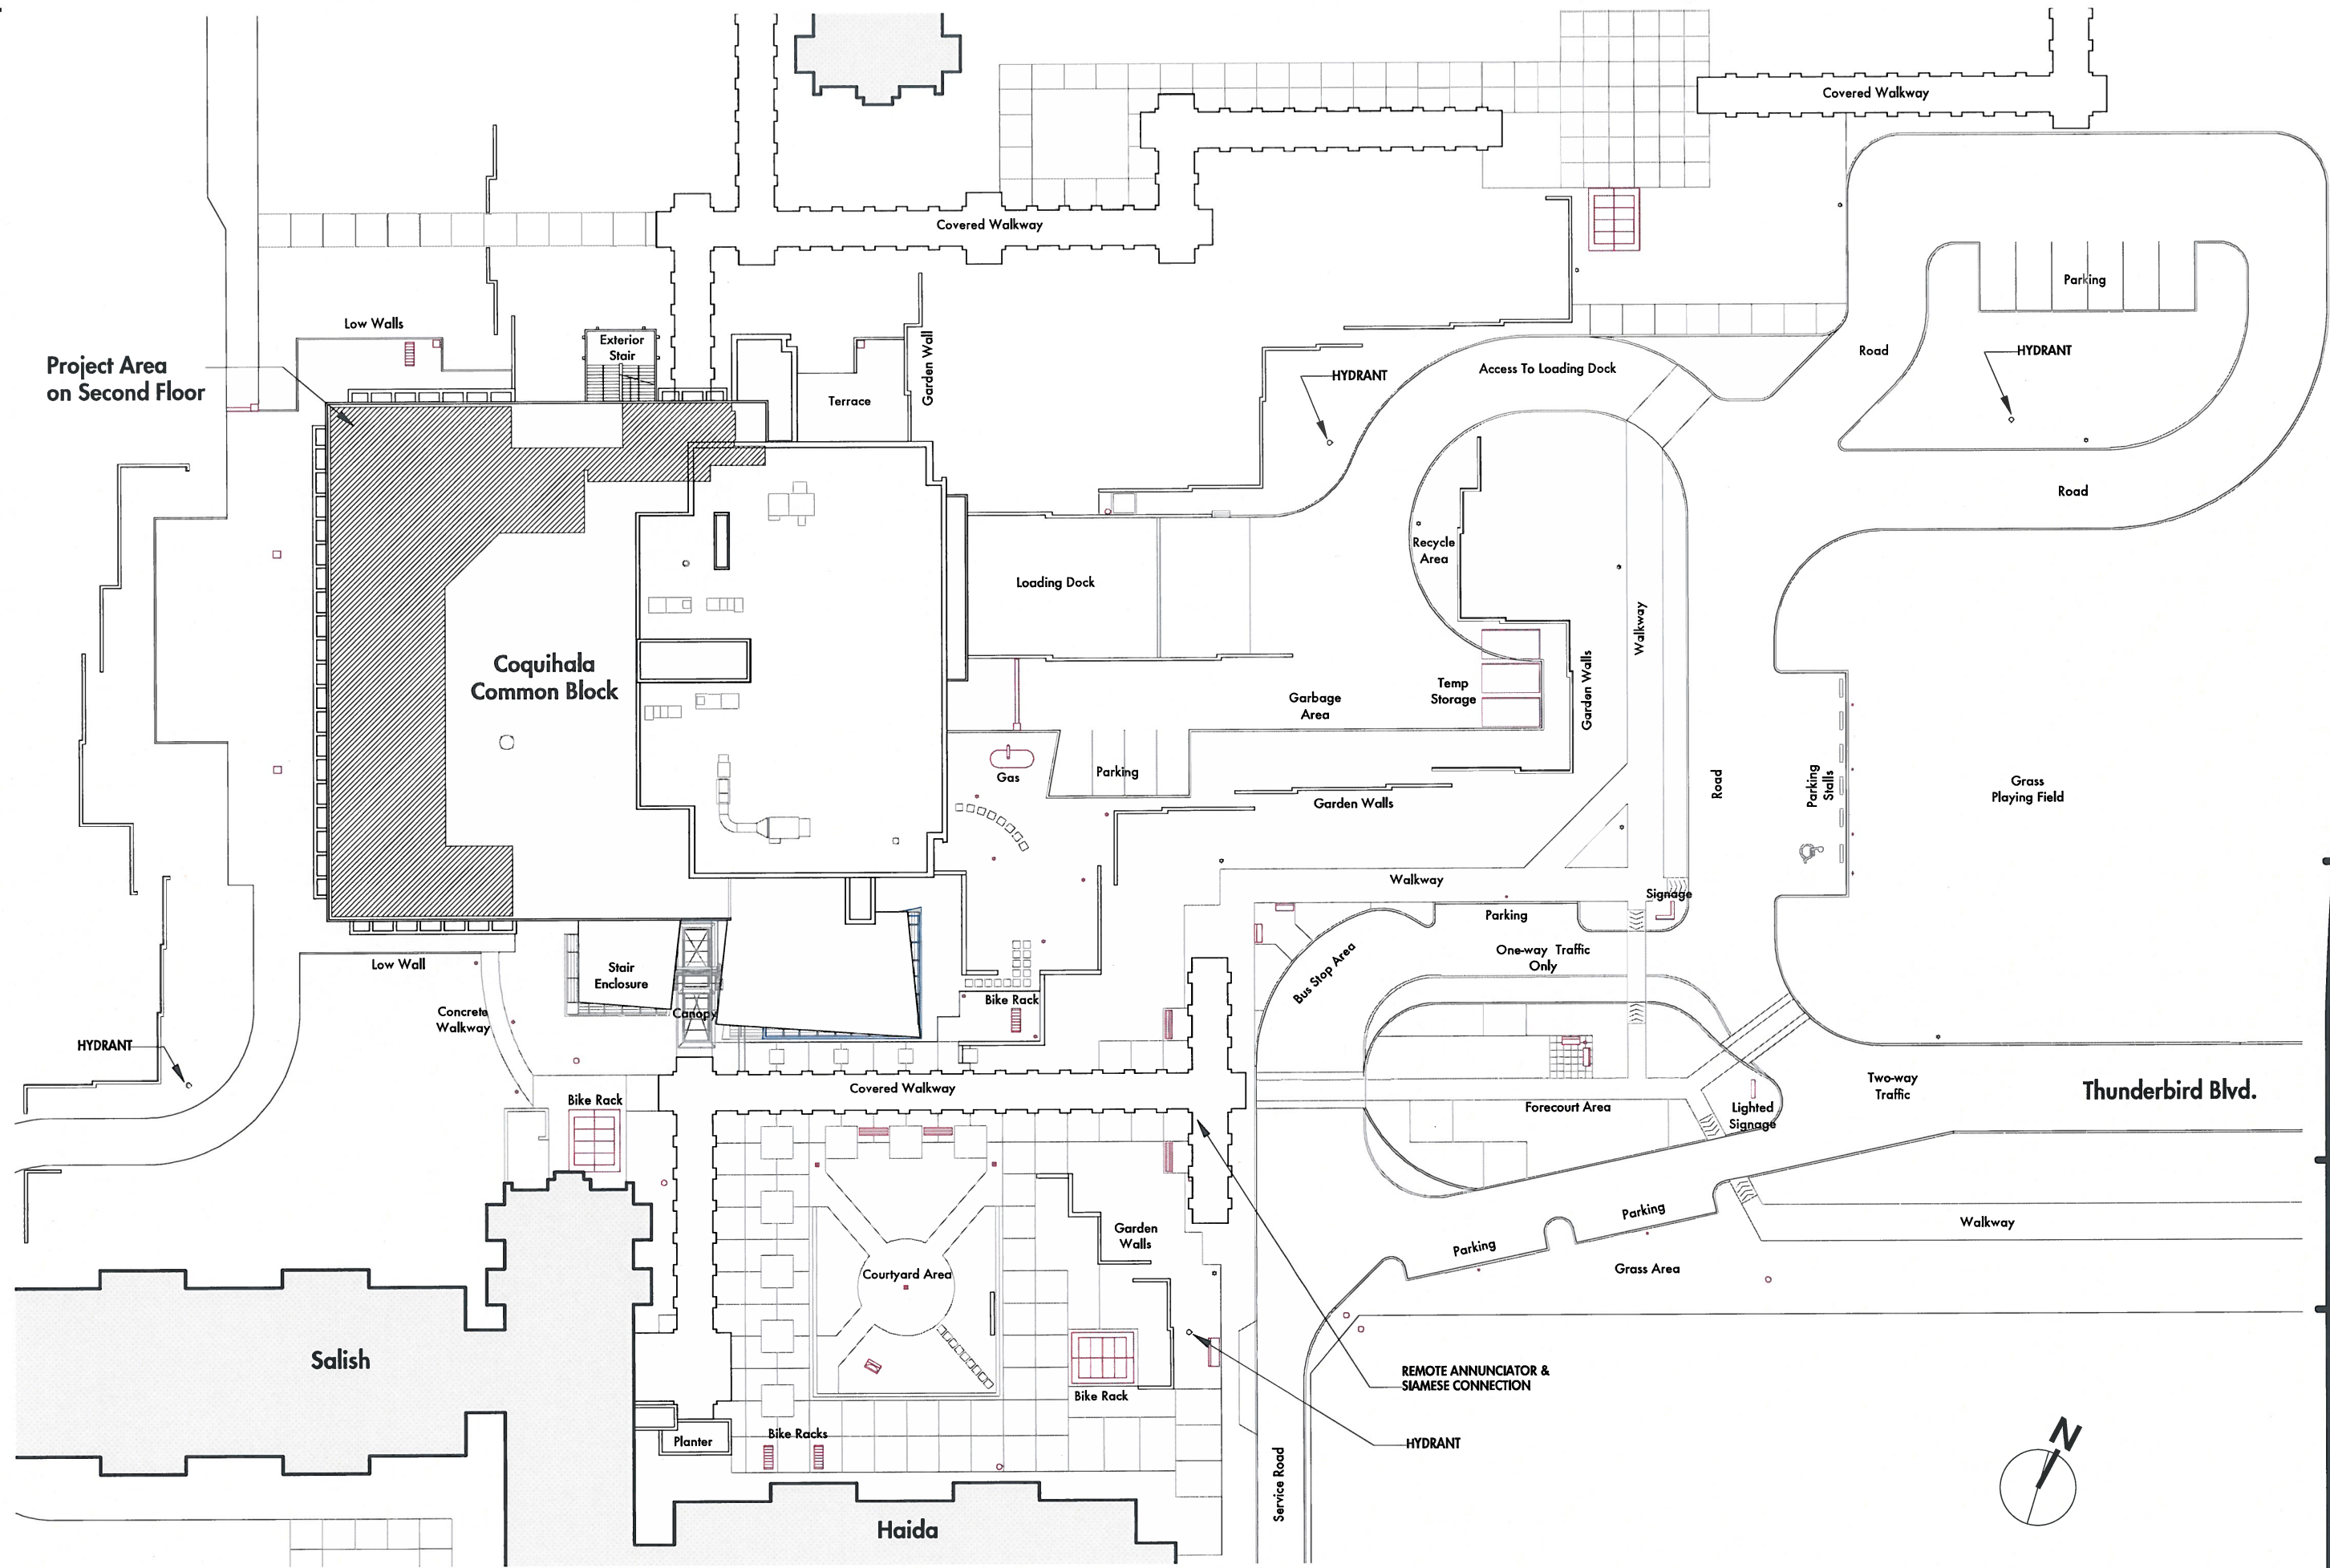 Covered Walkway
Covered Walkway
Low Walls
Exterior
Stair
Garden Wall
Parking
Project Area
on Second Floor
HYDRANT
Access To Loading Dock
Road
HYDRANT
Terrace
Road
Recycle
Area
Loading Dock
Walkway
Coquihala
Common Block
Garbage
Area
Temp
Storage
Garden Walls
Gas
Parking
Garden Walls
Road
Parking
Stalls
Grass
Playing Field
Walkway
Signage
Parking
Low Wall
Stair
Enclosure
Canopy
Bike Rack
Bus Stop Area
One-way Traffic
Only
Concrete
Walkway
HYDRANT
Bike Rack
Covered Walkway
Forecourt Area
Lighted
Signage
Two-way
Traffic
Thunderbird Blvd.
Garden
Walls
Parking
Parking
Walkway
Courtyard Area
Grass Area
Salish
REMOTE ANNUNCIATOR &
SIAMESE CONNECTION
Bike Rack
Planter
Bike Racks
HYDRANT
Service Road
N
Haida